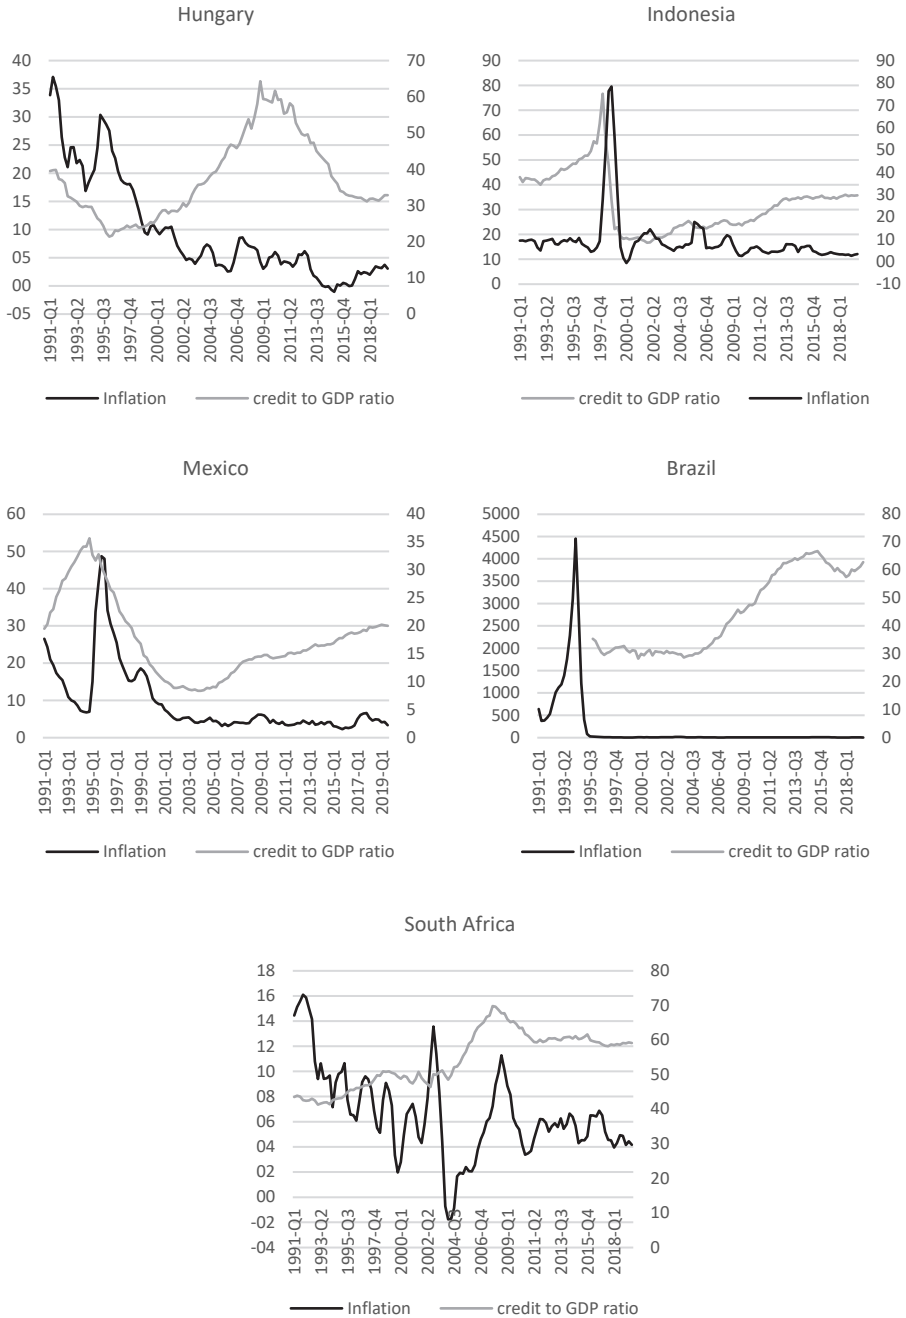 Hungary
40
35
30
25
20
15
10
05
00
-05
70
60
50
40
30
20
10
0
1991-Q1
1993-Q2
1995-Q3
1997-Q4
2000-Q1
2002-Q2
2004-Q3
2006-Q4
2009-Q1
2011-Q2
2013-Q3
2015-Q4
2018-Q1
Inflation
credit to GDP ratio
Indonesia
90
80
70
60
50
40
30
20
10
0
90
80
70
60
50
40
30
20
10
00
-10
1991-Q1
1993-Q2
1995-Q3
1997-Q4
2000-Q1
2002-Q2
2004-Q3
2006-Q4
2009-Q1
2011-Q2
2013-Q3
2015-Q4
2018-Q1
credit to GDP ratio
Inflation
Mexico
60
50
40
30
20
10
0
40
35
30
25
20
15
10
5
0
1991-Q1
1993-Q1
1995-Q1
1997-Q1
1999-Q1
2001-Q1
2003-Q1
2005-Q1
2007-Q1
2009-Q1
2011-Q1
2013-Q1
2015-Q1
2017-Q1
2019-Q1
Inflation
credit to GDP ratio
Brazil
5000
4500
4000
3500
3000
2500
2000
1500
1000
500
0
80
70
60
50
40
30
20
10
0
1991-Q1
1993-Q2
1995-Q3
1997-Q4
2000-Q1
2002-Q2
2004-Q3
2006-Q4
2009-Q1
2011-Q2
2013-Q3
2015-Q4
2018-Q1
Inflation
credit to GDP ratio
South Africa
18
16
14
12
10
08
06
04
02
00
-02
-04
80
70
60
50
40
30
20
10
0
1991-Q1
1993-Q2
1995-Q3
1997-Q4
2000-Q1
2002-Q2
2004-Q3
2006-Q4
2009-Q1
2011-Q2
2013-Q3
2015-Q4
2018-Q1
Inflation
credit to GDP ratio